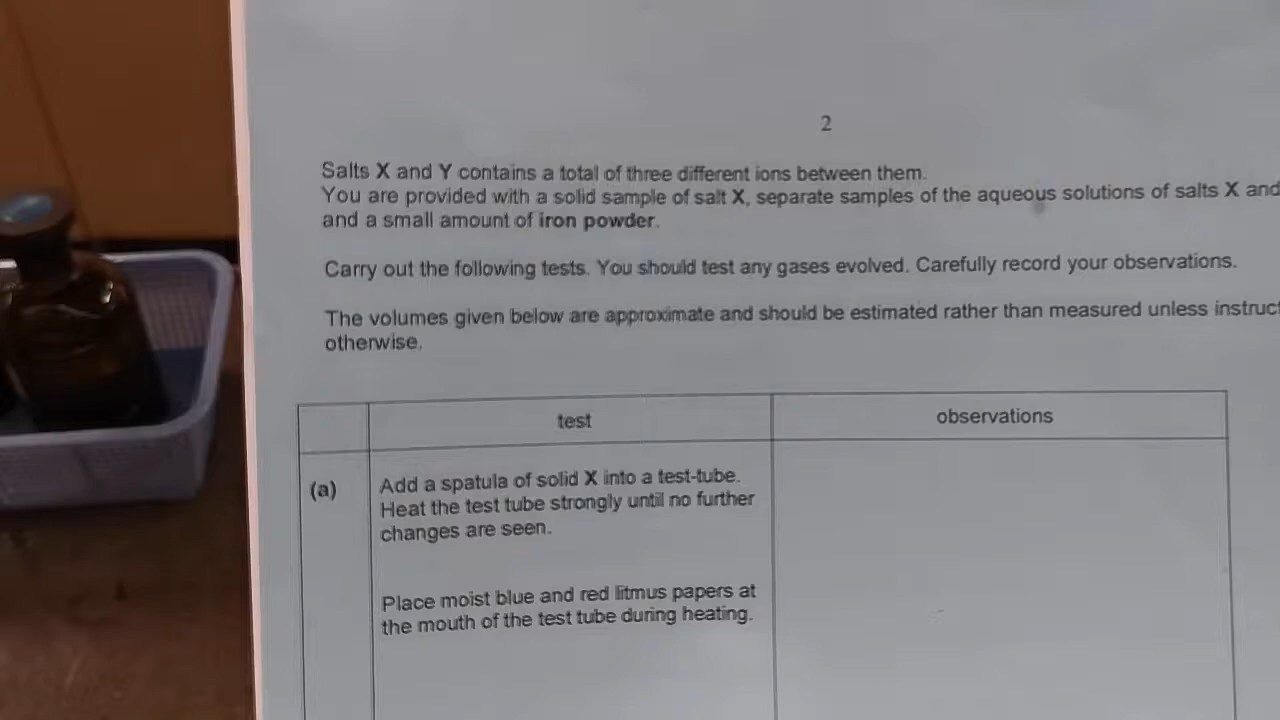 2
Salts X and Y contains a total of three different ions between them.
You are provided with a solid sample of salt X, separate samples of the aqueous solutions of salts X and
and a small amount of iron powder.
Carry out the following tests. You should test any gases evolved. Carefully record your observations.
The volumes given below are approximate and should be estimated rather than measured unless
otherwise.
test
observations
(a)
Add a spatula of solid X into a test-tube.
Heat the test tube strongly until no further
changes are seen.
Place moist blue and red litmus papers at
the mouth of the test tube during heating.